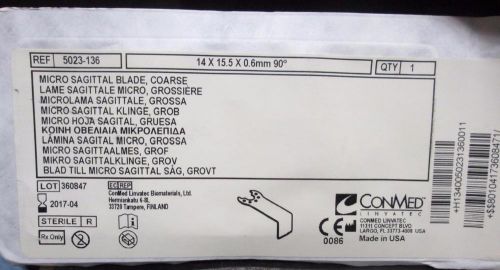 REF 5023-136 14 X 15.5 X 0.6mm 90° QTY 1
MICRO SAGITTAL BLADE, COARSE
LAME SAGITTALE MICRO, GROSSIÈRE
MICROLAMA SAGITTALE, GROSSA
MICRO SAGITTAL KLINGE, GROB
MICRO HOJA SAGITAL, GRUESA
ΚΟΙΝΗ ΟΒΕΛΙΑΙΑ ΜΙΚΡΟΛΕΠΙΔΑ
LÁMINA SAGITAL MICRO, GROSSA
MICRO SAGITTAALMES, GROF
MIKRO SAGITTALKLINGE, GROV
BLAD TILL MICRO SAGITTAL SÅG, GROVT
LOT 360847
2017-04
STERILE R
Rx Only
EC REP
ConMed Linvatec Biomaterials, Ltd.
Hermiankatu 6-8L
33720 Tampere, FINLAND
CONMED
LINVATEC
0086
CONMED LINVATEC
11311 CONCEPT BLVD
LARGO, FL 33773-4908 USA
Made in USA
+H1340050231360011
+$$8010417360847I/